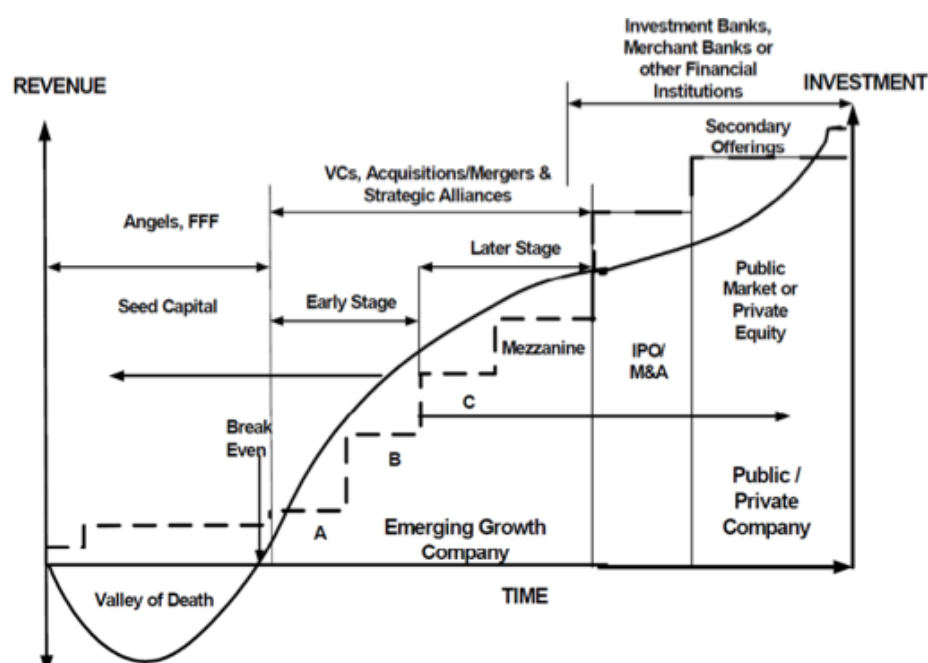 Investment Banks,
Merchant Banks or
other Financial
Institutions
REVENUE
INVESTMENT
Secondary
Offerings
VCs, Acquisitions/Mergers &
Strategic Alliances
Angels, FFF
Later Stage
Seed Capital
Early Stage
Public
Market or
Private
Equity
Mezzanine
IPO/
M&A
C
Break
Even
B
A
Emerging Growth
Company
Public /
Private
Company
Valley of Death
TIME